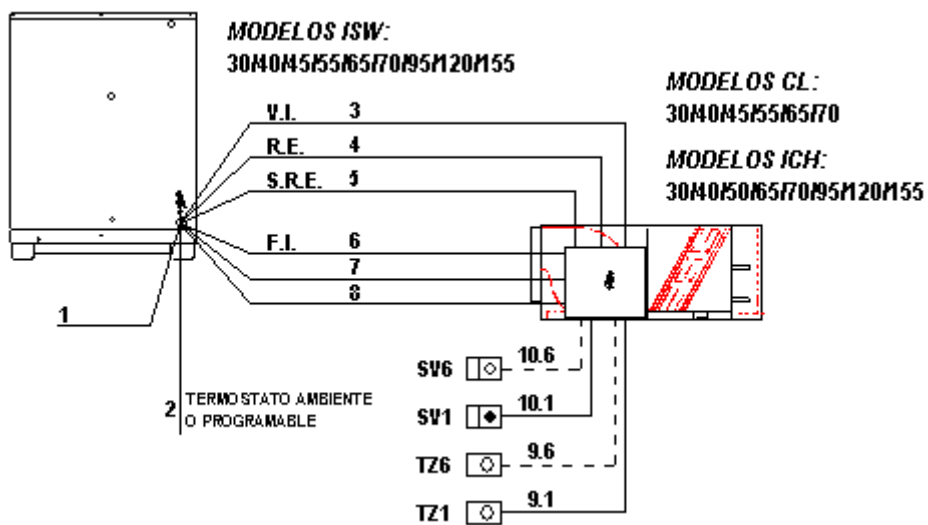 MODELOS ISW:
30/40/45/55/65/70/95/120/155
MODELOS CL:
30/40/45/55/65/70
MODELOS ICH:
30/40/50/65/70/95/120/155
V.I. 3
R.E. 4
S.R.E. 5
F.I. 6
7
8
1
2 TERMOSTATO AMBIENTE
O PROGRAMABLE
SV6 10.6
SV1 10.1
TZ6 9.6
TZ1 9.1